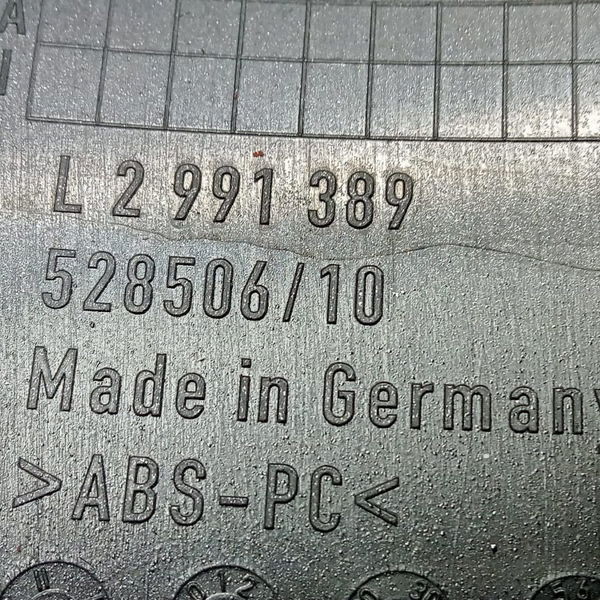 A
I
L 2 991 389
528506/10
Made in Germany
>ABS-PC<